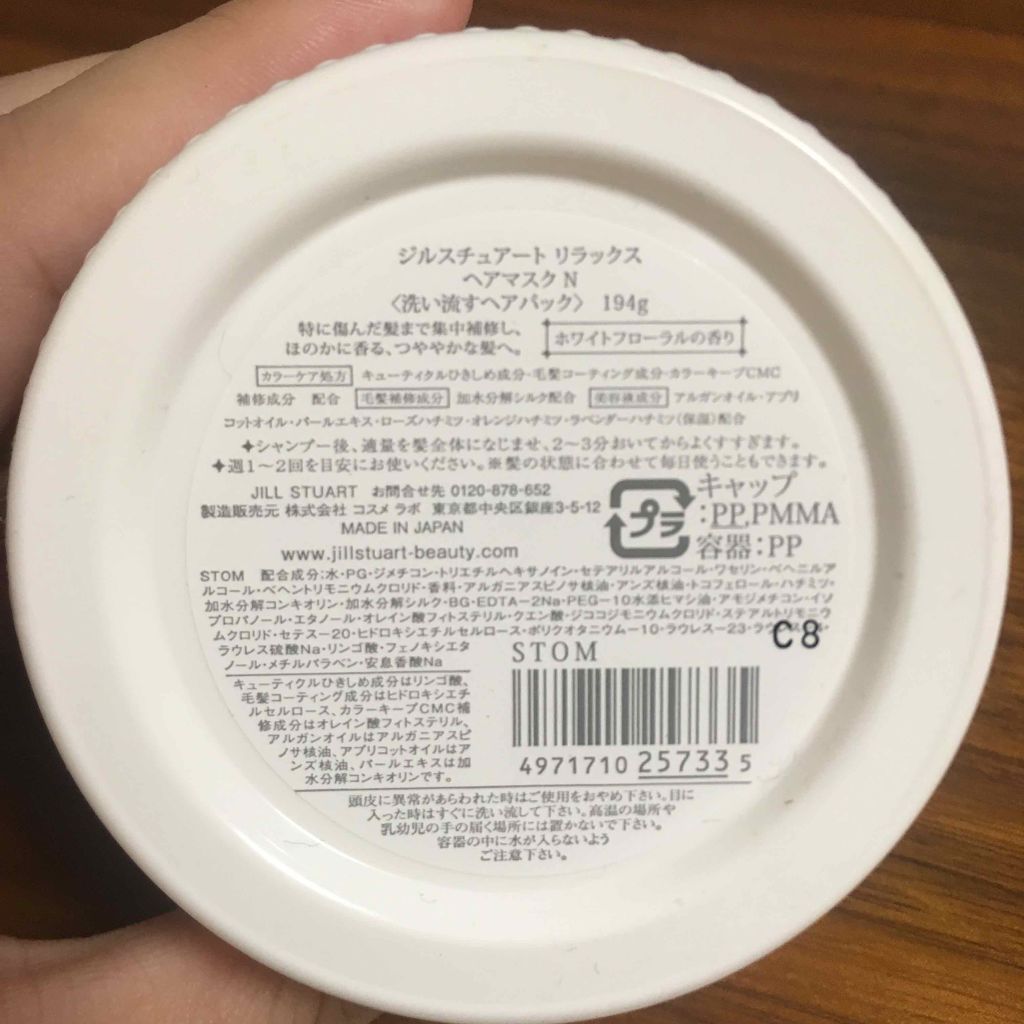 ジルスチュアート リラックス
ヘアマスク N
〈洗い流すヘアパック〉 194g
特に傷んだ髪まで集中補修し、
ほのかに香る、つややかな髪へ。
ホワイトフローラルの香り
カラーケア処方 キューティクルひきしめ成分・毛髪コーティング成分・カラーキープCMC
補修成分 配合 毛髪補修成分 加水分解シルク配合 美容液成分 アルガンオイル・アプリ
コットオイル・パールエキス・ローズハチミツ・オレンジハチミツ・ラベンダーハチミツ(保湿)配合
✦シャンプー後、適量を髪全体になじませ、2〜3分おいてからよくすすぎます。
✦週1〜2回を目安にお使いください。※髪の状態に合わせて毎日使うこともできます。
JILL STUART お問合せ先 0120-878-652
製造販売元 株式会社 コスメ ラボ 東京都中央区銀座3-5-12
MADE IN JAPAN
www.jillstuart-beauty.com
プラ
キャップ
:PP,PMMA
容器:PP
STOM 配合成分:水・PG・ジメチコン・トリエチルヘキサノイン・セテアリルアルコール・ワセリン・ベヘニルア
ルコール・ベヘントリモニウムクロリド・香料・アルガニアスピノサ核油・アンズ核油・トコフェロール・ハチミツ・
加水分解コンキオリン・加水分解シルク・BG・EDTA-2Na・PEG-10水添ヒマシ油・アモジメチコン・イソ
プロパノール・エタノール・オレイン酸フィトステリル・クエン酸・ジココジモニウムクロリド・ステアルトリモニウ
ムクロリド・セテス-20・ヒドロキシエチルセルロース・ポリクオタニウム-10・ラウレス-23・
ラウレス硫酸Na・リンゴ酸・フェノキシエタ
ノール・メチルパラベン・安息香酸Na
C8
STOM
キューティクルひきしめ成分はリンゴ酸、
毛髪コーティング成分はヒドロキシエチ
ルセルロース、カラーキープCMC補
修成分はオレイン酸フィトステリル、
アルガンオイルはアルガニアスピ
ノサ核油、アプリコットオイルはア
ンズ核油、パールエキスは加
水分解コンキオリンです。
4971710 25733 5
頭皮に異常があらわれた時はご使用をおやめ下さい。目に
入った時はすぐに洗い流して下さい。高温の場所や
乳幼児の手の届く場所には置かないで下さい。
容器の中に水が入らないよう
ご注意下さい。